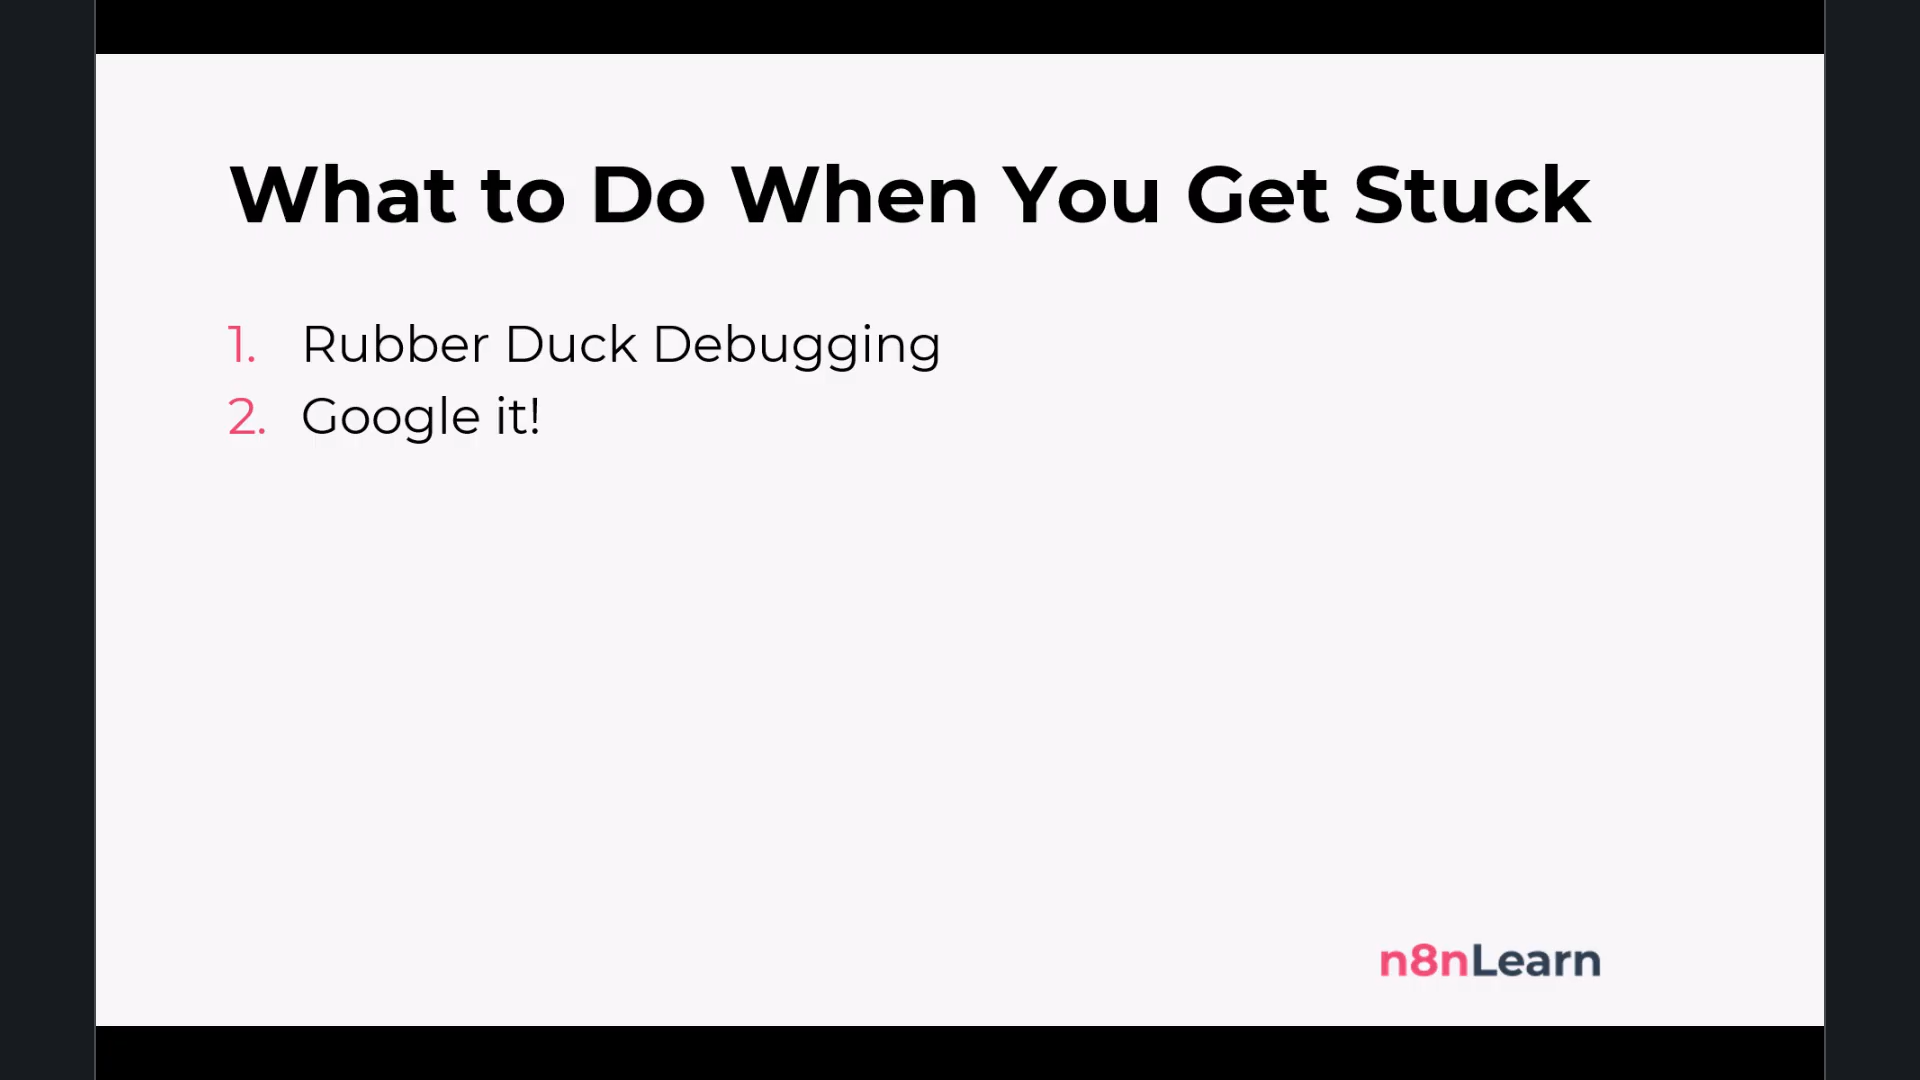 What to Do When You Get Stuck
1. Rubber Duck Debugging
2. Google it!
n8nLearn